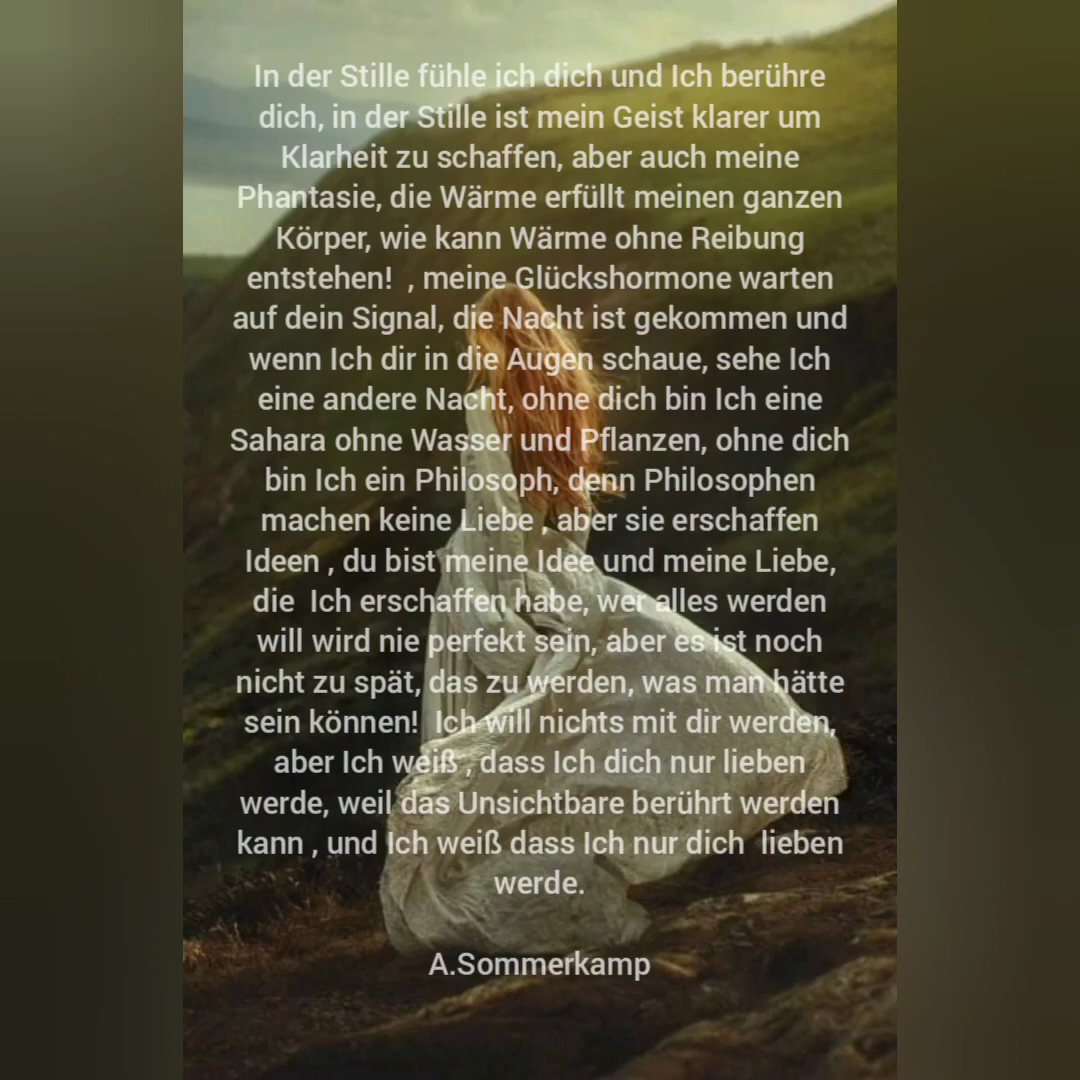 In der Stille fühle ich dich und Ich berühre
dich, in der Stille ist mein Geist klarer um
Klarheit zu schaffen, aber auch meine
Phantasie, die Wärme erfüllt meinen ganzen
Körper, wie kann Wärme ohne Reibung
entstehen!  , meine Glückshormone warten
auf dein Signal, die Nacht ist gekommen und
wenn Ich dir in die Augen schaue, sehe Ich
eine andere Nacht, ohne dich bin Ich eine
Sahara ohne Wasser und Pflanzen, ohne dich
bin Ich ein Philosoph, denn Philosophen
machen keine Liebe , aber sie erschaffen
Ideen , du bist meine Idee und meine Liebe,
die  Ich erschaffen habe, wer alles werden
will wird nie perfekt sein, aber es ist noch
nicht zu spät, das zu werden, was man hätte
sein können!  Ich will nichts mit dir werden,
aber Ich weiß , dass Ich dich nur lieben
werde, weil das Unsichtbare berührt werden
kann , und Ich weiß dass Ich nur dich  lieben
werde.
A.Sommerkamp